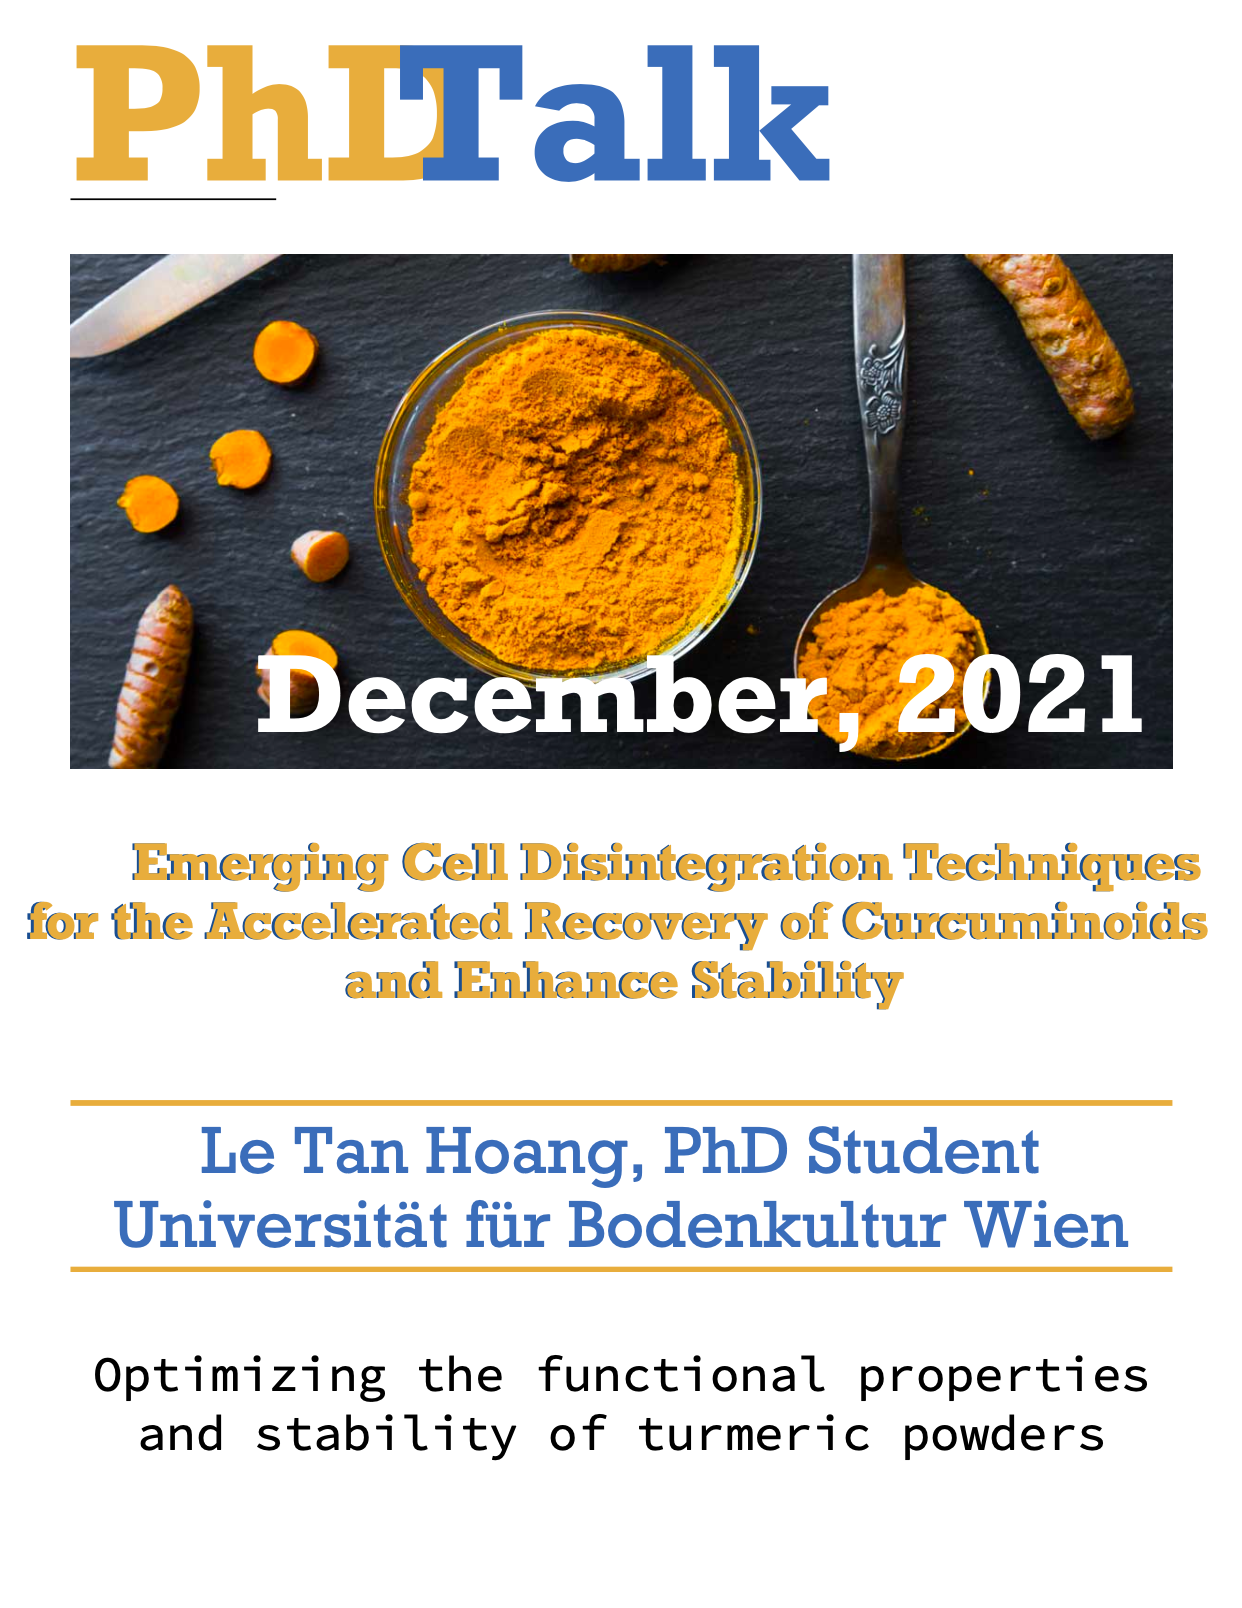 PhDTalk
December, 2021
Emerging Cell Disintegration Techniques
for the Accelerated Recovery of Curcuminoids
and Enhance Stability
Le Tan Hoang, PhD Student
Universität für Bodenkultur Wien
Optimizing the functional properties
and stability of turmeric powders